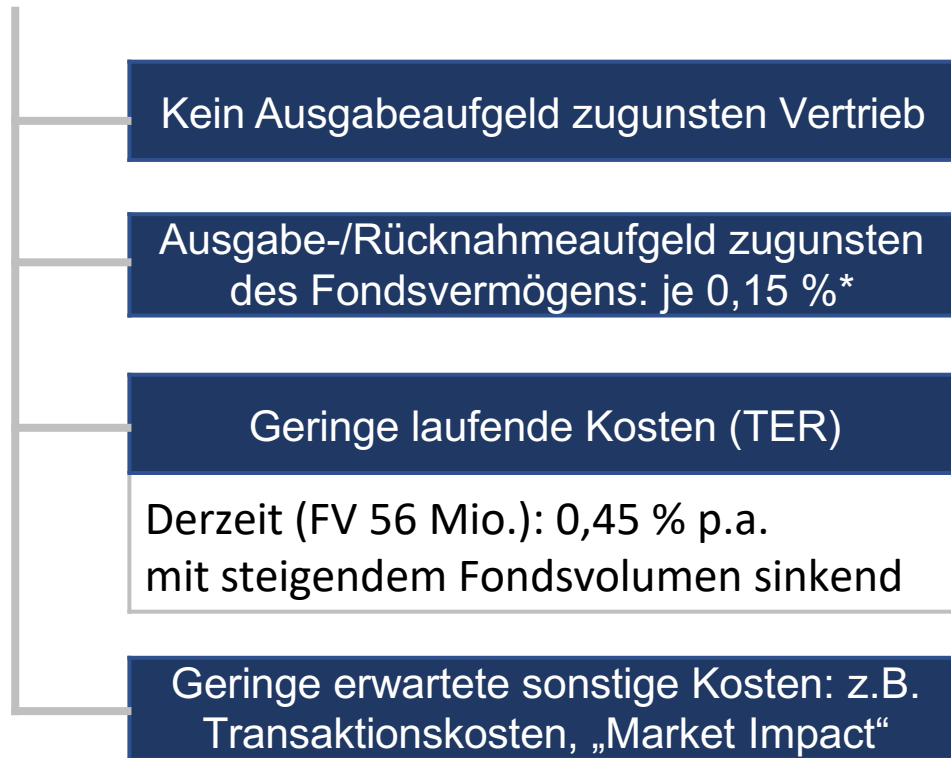 Kein Ausgabeaufgeld zugunsten Vertrieb
Ausgabe-/Rücknahmeaufgeld zugunsten
des Fondsvermögens: je 0,15 %*
Geringe laufende Kosten (TER)
Derzeit (FV 56 Mio.): 0,45 % p.a.
mit steigendem Fondsvolumen sinkend
Geringe erwartete sonstige Kosten: z.B.
Transaktionskosten, „Market Impact“